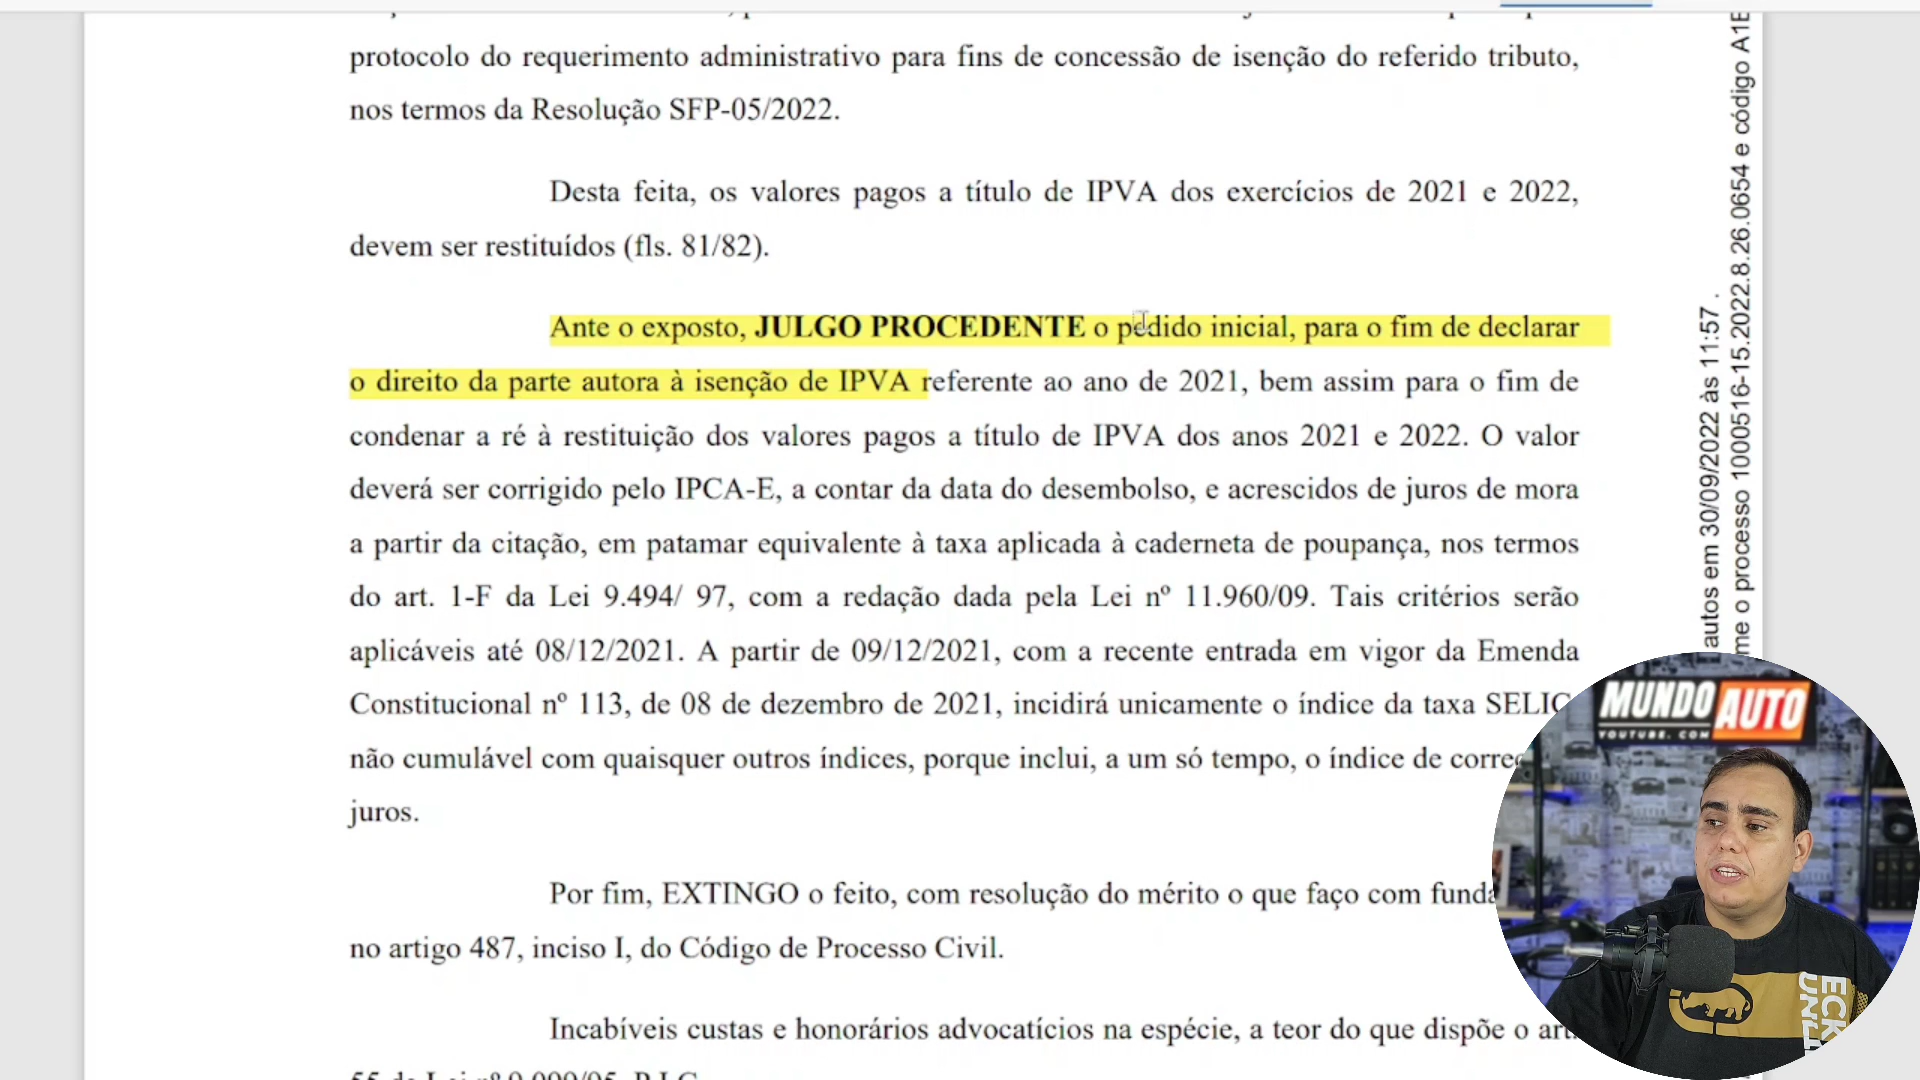 protocolo do requerimento administrativo para fins de concessão de isenção do referido tributo,
nos termos da Resolução SFP-05/2022.
Desta feita, os valores pagos a título de IPVA dos exercícios de 2021 e 2022,
devem ser restituídos (fls. 81/82).
Ante o exposto, JULGO PROCEDENTE o pedido inicial, para o fim de declarar
o direito da parte autora à isenção de IPVA referente ao ano de 2021, bem assim para o fim de
condenar a ré à restituição dos valores pagos a título de IPVA dos anos 2021 e 2022. O valor
deverá ser corrigido pelo IPCA-E, a contar da data do desembolso, e acrescidos de juros de mora
a partir da citação, em patamar equivalente à taxa aplicada à caderneta de poupança, nos termos
do art. 1-F da Lei 9.494/ 97, com a redação dada pela Lei nº 11.960/09. Tais critérios serão
aplicáveis até 08/12/2021. A partir de 09/12/2021, com a recente entrada em vigor da Emenda
Constitucional nº 113, de 08 de dezembro de 2021, incidirá unicamente o índice da taxa SELIC
não cumulável com quaisquer outros índices, porque inclui, a um só tempo, o índice de
juros.
Por fim, EXTINGO o feito, com resolução do mérito o que faço com
no artigo 487, inciso I, do Código de Processo Civil.
Incabíveis custas e honorários advocatícios na espécie, a teor do que dispõe o art.
autos em 30/09/2022 às 11:57 .
me o processo 1000516-15.2022.8.26.0654 e código A1E
MUNDO AUTO
YOUTUBE.COM
ECKO
UNLT